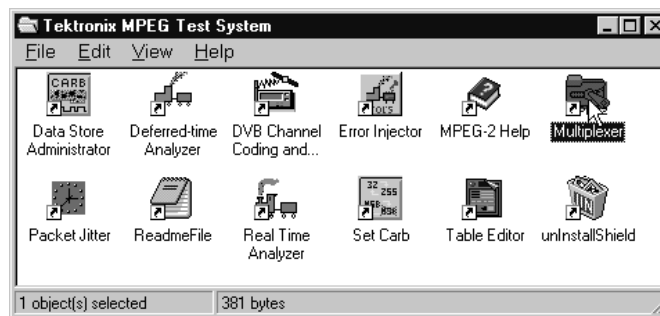 Tektronix MPEG Test System
File Edit View Help
CARB
Data Store
Administrator
Deferred-time
Analyzer
DVB Channel
Coding and...
Error Injector
MPEG-2 Help
Multiplexer
Packet Jitter
ReadmeFile
Real Time
Analyzer
32
255
MSB
Set Carb
Table Editor
unInstallShield
1 object(s) selected
381 bytes